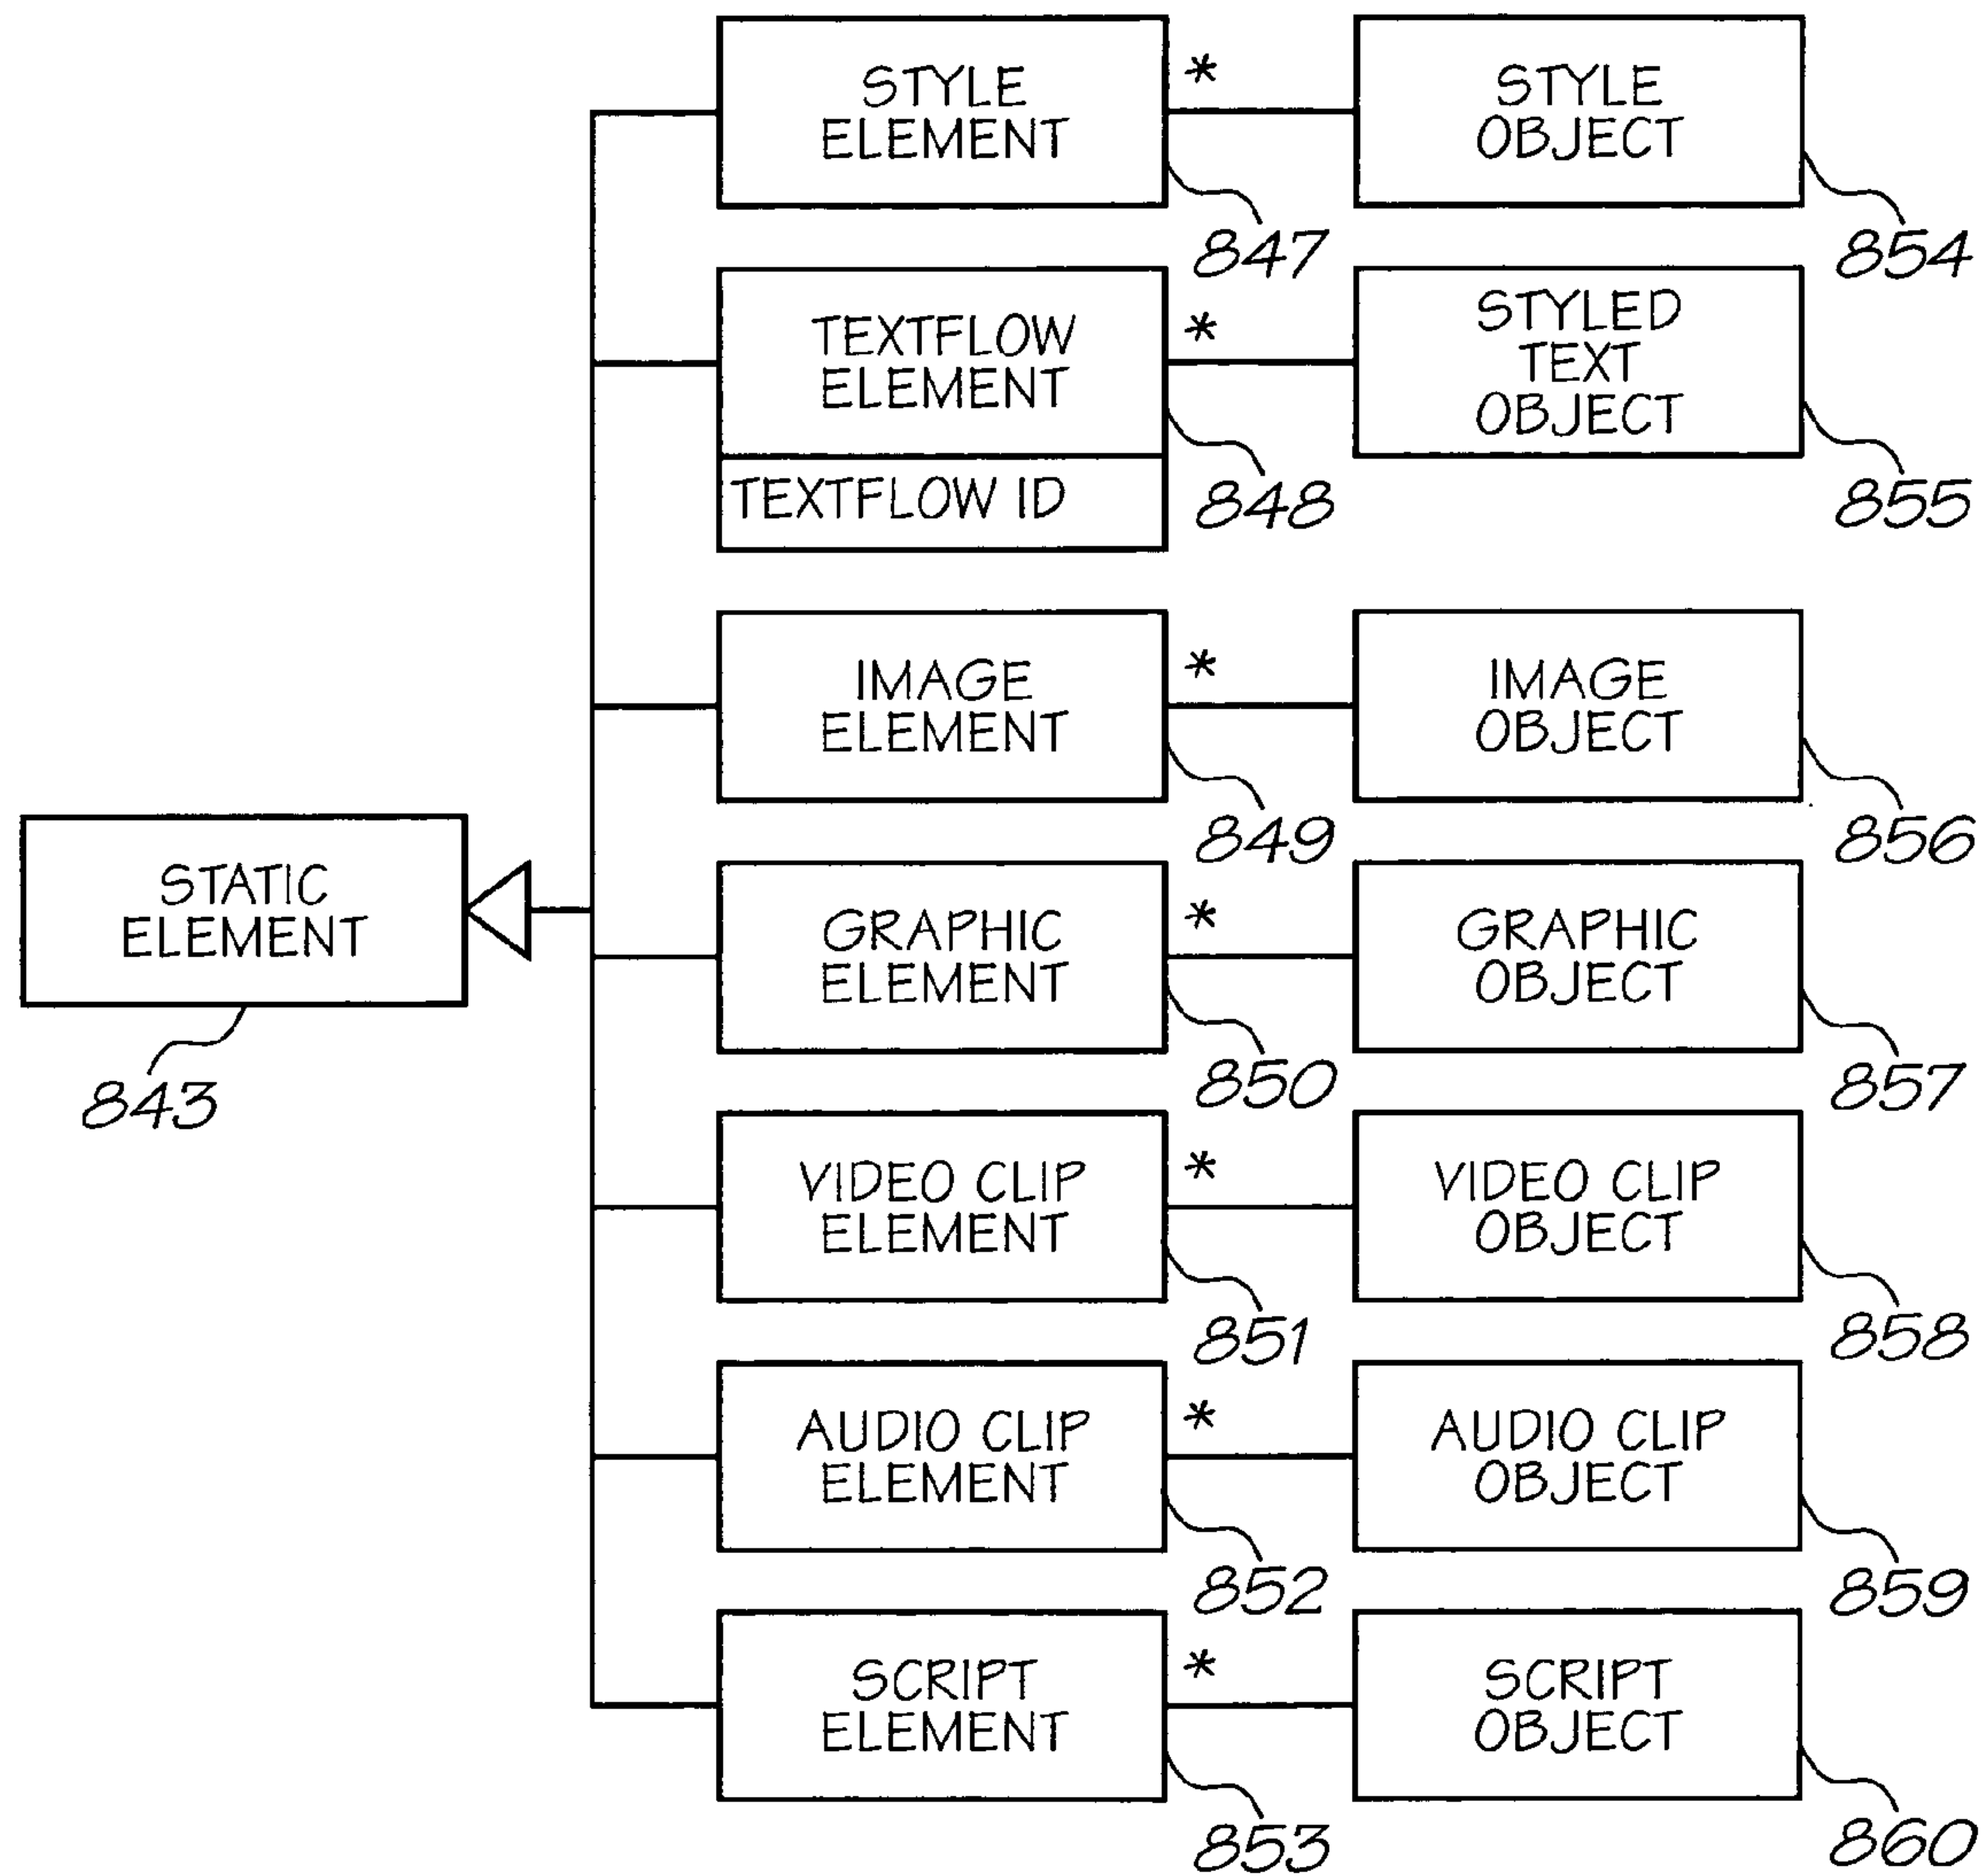 STYLE
ELEMENT
*
STYLE
OBJECT
847
854
TEXTFLOW
ELEMENT
TEXTFLOW ID
*
STYLED
TEXT
OBJECT
848
855
IMAGE
ELEMENT
*
IMAGE
OBJECT
849
856
STATIC
ELEMENT
843
GRAPHIC
ELEMENT
*
GRAPHIC
OBJECT
850
857
VIDEO CLIP
ELEMENT
*
VIDEO CLIP
OBJECT
851
858
AUDIO CLIP
ELEMENT
*
AUDIO CLIP
OBJECT
852
859
SCRIPT
ELEMENT
*
SCRIPT
OBJECT
853
860